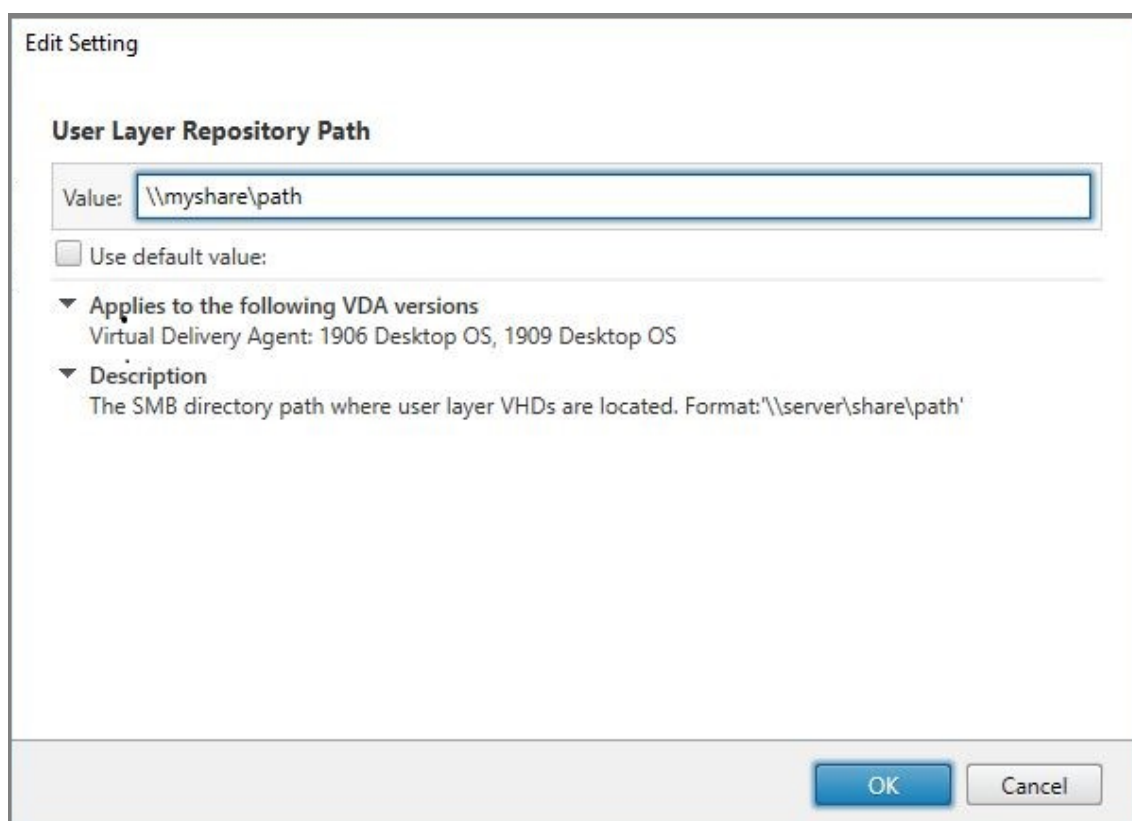 Edit Setting
User Layer Repository Path
Value: \\myshare\path
Use default value:
Applies to the following VDA versions
Virtual Delivery Agent: 1906 Desktop OS, 1909 Desktop OS
Description
The SMB directory path where user layer VHDs are located. Format:'\\server\share\path'
OK Cancel